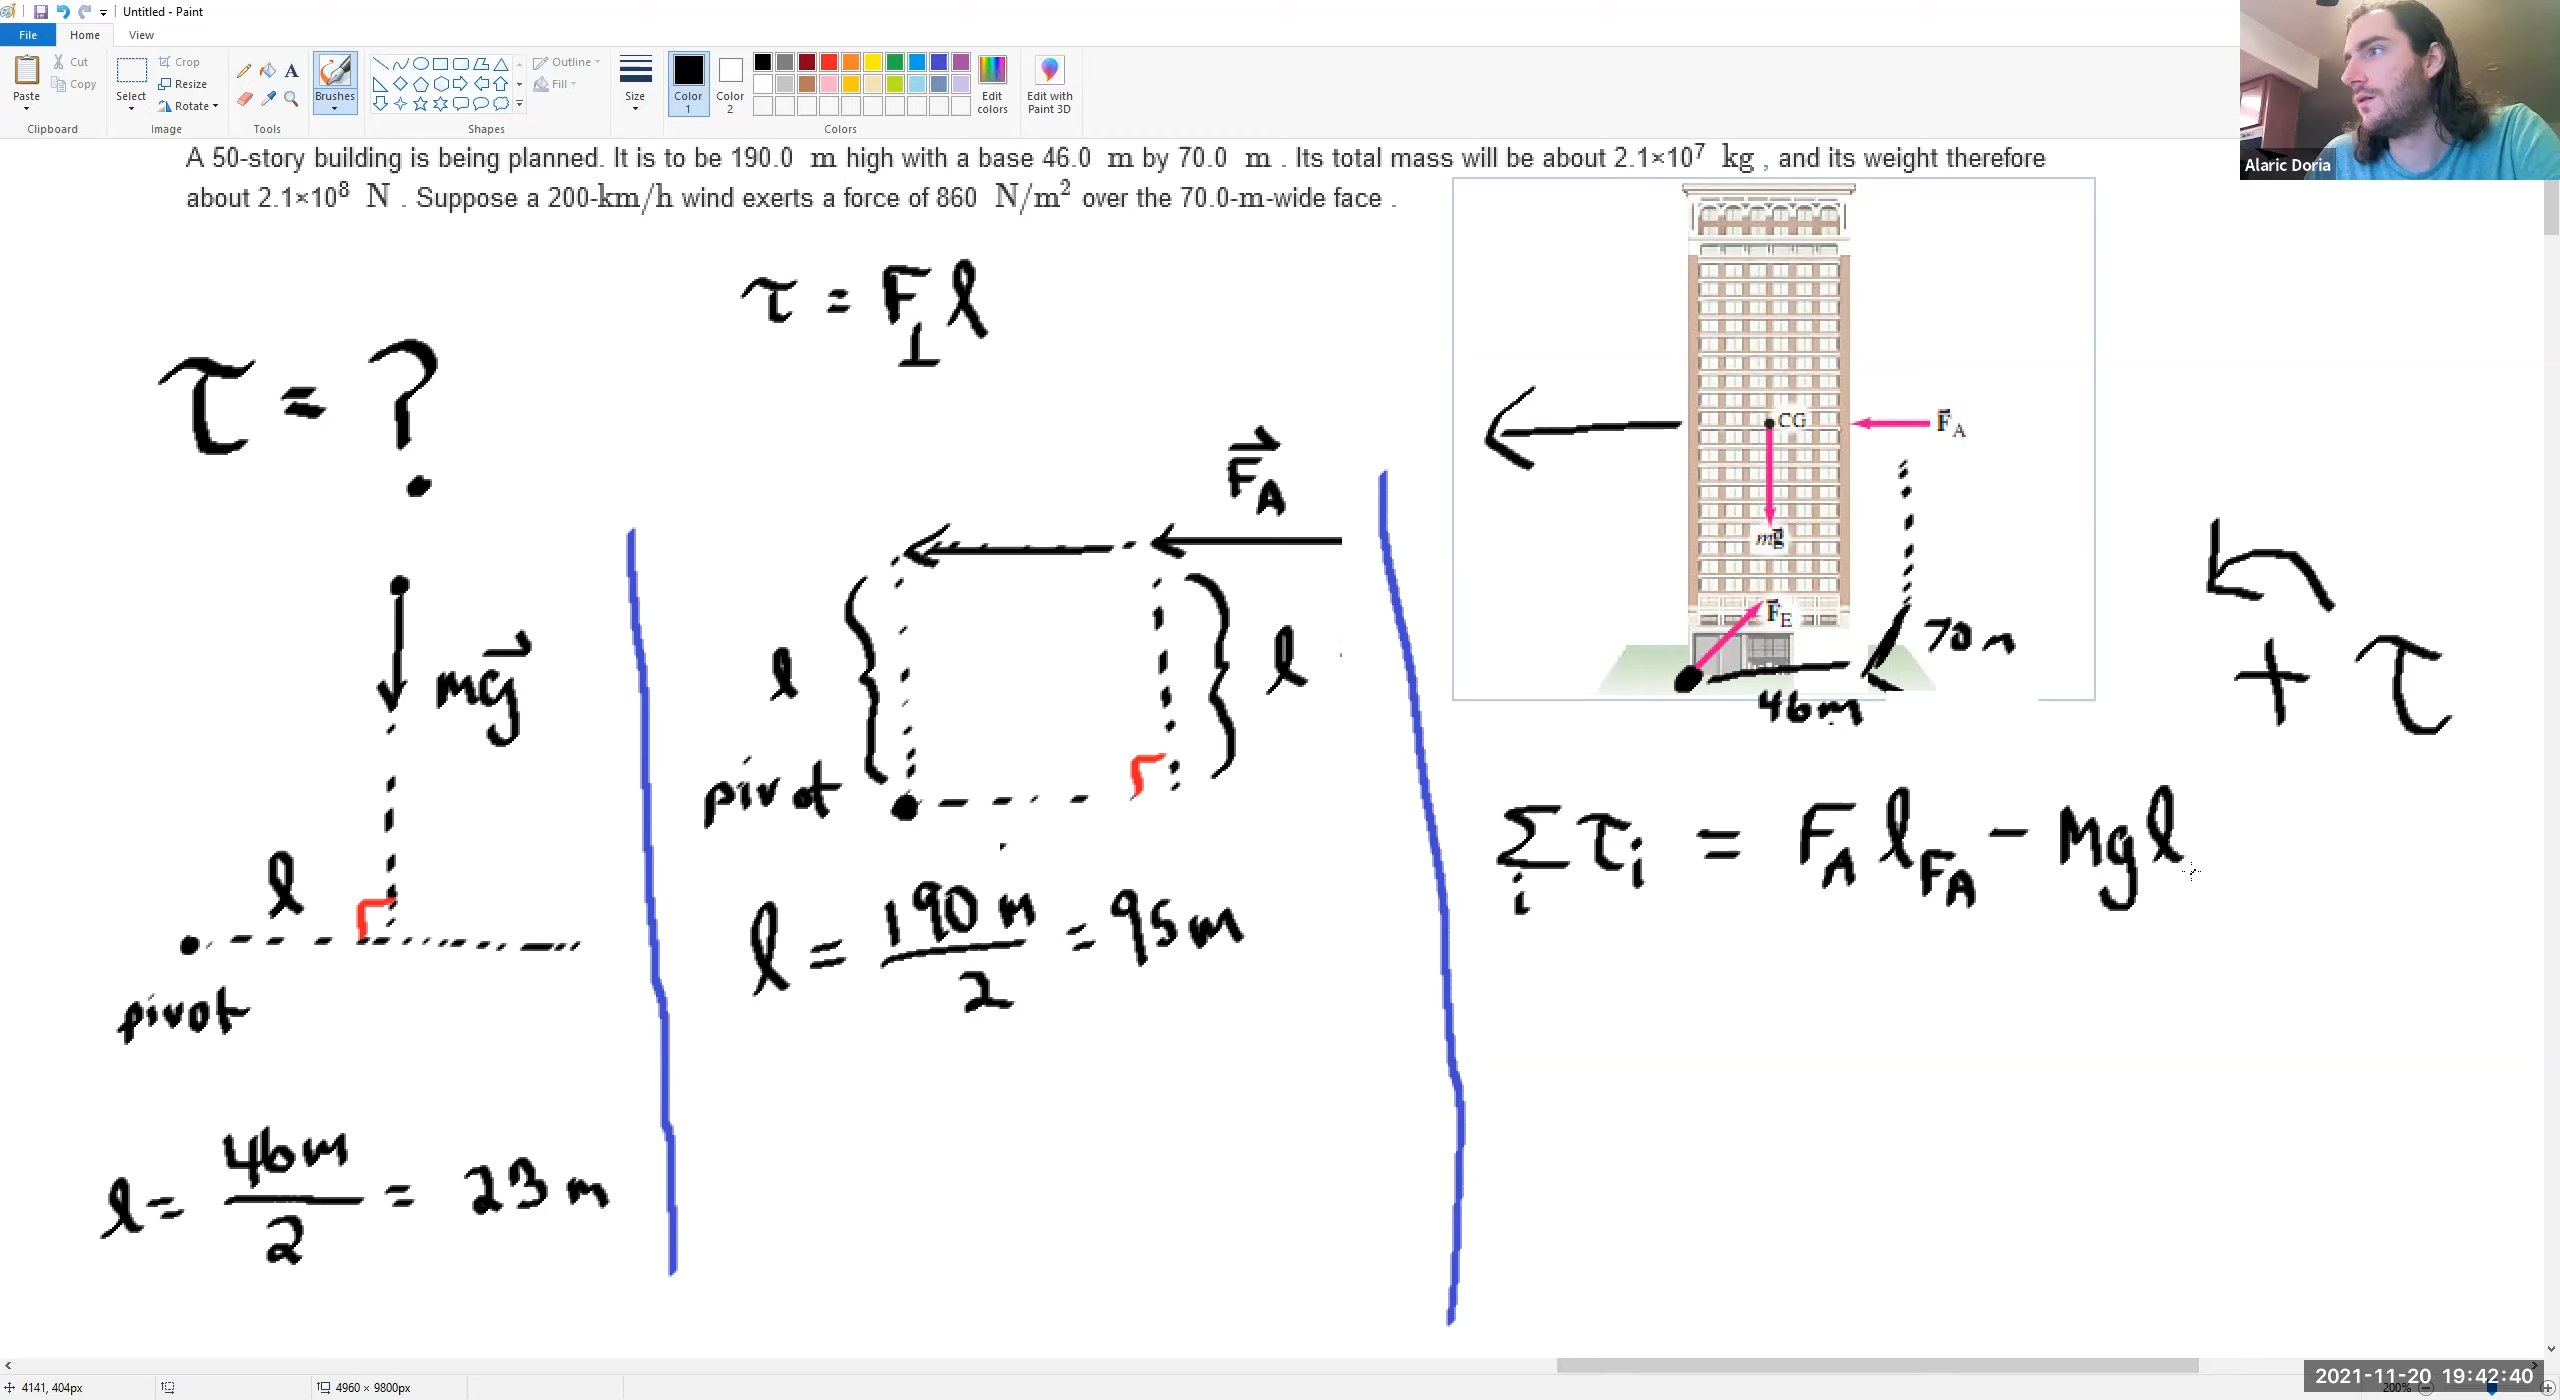 Untitled - Paint
File Home View
Paste Cut Copy
Clipboard
Select Crop Resize Rotate
Image
Tools
Brushes
Shapes
Outline Fill
Size
Color 1 Color 2
Colors
Edit colors
Edit with Paint 3D
Alaric Doria
A 50-story building is being planned. It is to be 190.0 m high with a base 46.0 m by 70.0 m . Its total mass will be about 2.1×10⁷ kg , and its weight therefore
about 2.1×10⁸ N . Suppose a 200-km/h wind exerts a force of 860 N/m² over the 70.0-m-wide face .
τ = F⊥ l
τ = ?
mg⃗
l
pivot
l = 46m/2 = 23 m
F⃗A
l
l
pivot
l = 190 m/2 = 95 m
CG
F⃗A
mg⃗
F⃗E
70 m
46m
+ τ
Σi τi = FA lFA - Mgl
4141, 404px
4960 × 9800px
200%
2021-11-20 19:42:40